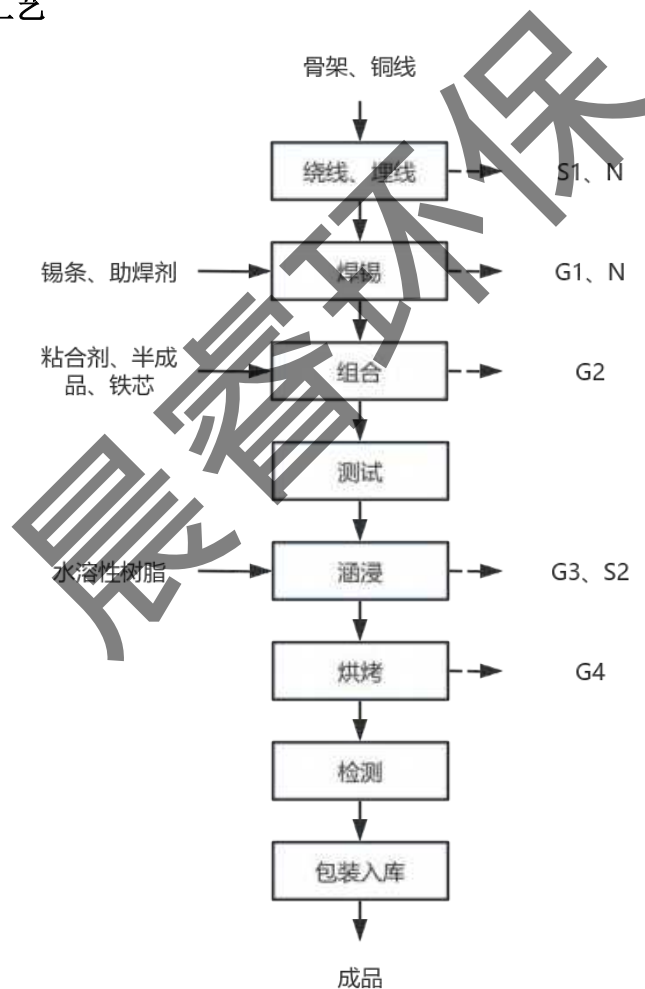 工艺
骨架、铜线
绕线、埋线
S1、N
锡条、助焊剂
焊锡
G1、N
粘合剂、半成
品、铁芯
组合
G2
测试
水溶性树脂
涵浸
G3、S2
烘烤
G4
检测
包装入库
成品
晨睿环保